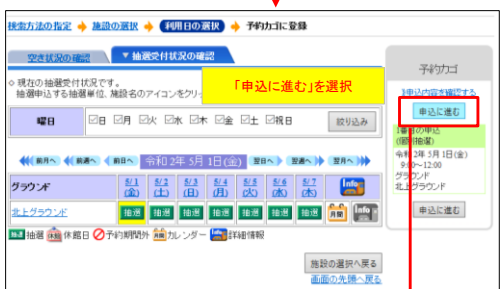 検索方法の指定 施設の選択 利用日の選択 予約カゴに登録
空き状況の確認 ▼抽選受付状況の確認
◇ 現在の抽選受付状況です。
抽選申込する抽選単位、施設名のアイコンをクリッ
「申込に進む」を選択
曜日 日 月 火 水 木 金 土 祝日 絞り込み
前月へ 前週へ 前日へ 令和2年 5月 1日(金) 翌日へ 翌週へ 翌月へ
グラウンド 5/1(金) 5/2(土) 5/3(日) 5/4(月) 5/5(火) 5/6(水) 5/7(木) Info
北上グラウンド 抽選 抽選 抽選 抽選 抽選 抽選 抽選 月間 Info
抽選 抽選 休館 休館日 予約期間外 月間 カレンダー 詳細情報
施設の選択へ戻る
画面の先頭へ戻る
予約カゴ
申込内容を確認する
申込に進む
1番目の申込
(個別抽選)
令和2年 5月 1日(金)
9:00~12:00
グラウンド
北上グラウンド
申込に進む